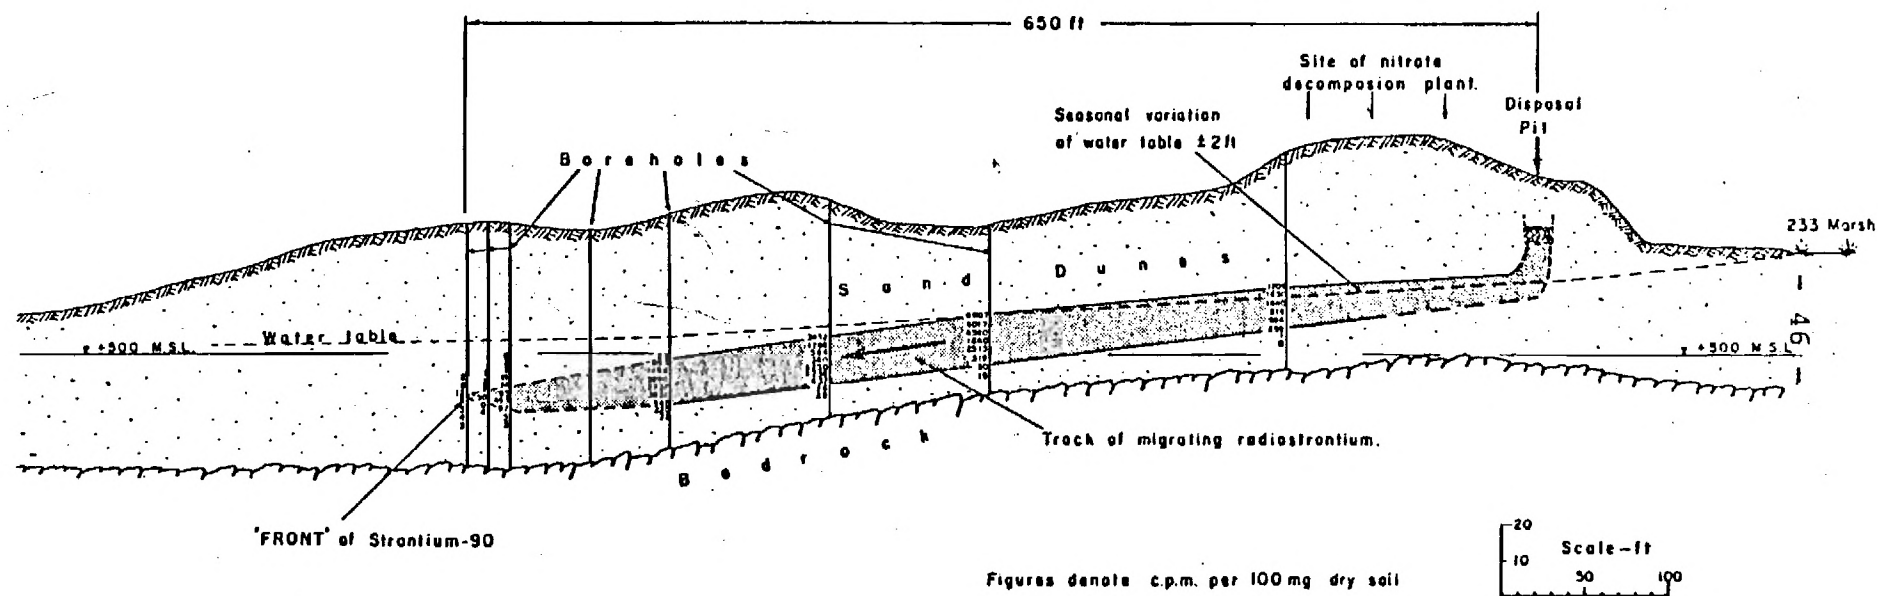 650 ft
Site of nitrate
decomposion plant.
Disposal
Pit
Seasonal variation
of water table ±2ft
Boreholes
233 Marsh
Sand Dunes
Water table
+500 M.S.L.
+500 M S L
46
Track of migrating radiostrontium.
Bedrock
"FRONT" of Strontium-90
20
10
Scale-ft
50
100
Figures denote c.p.m. per 100 mg dry soil